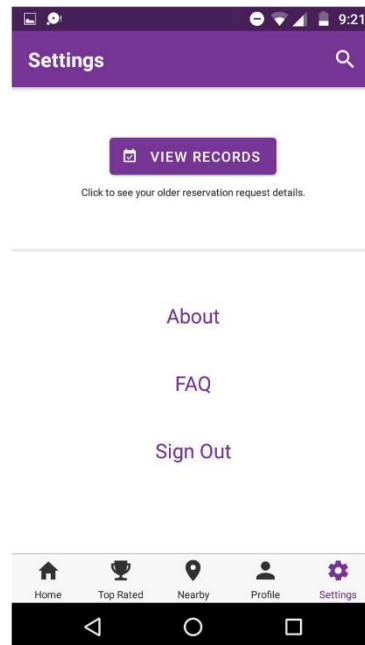 9:21
Settings
VIEW RECORDS
Click to see your older reservation request details.
About
FAQ
Sign Out
Home Top Rated Nearby Profile Settings